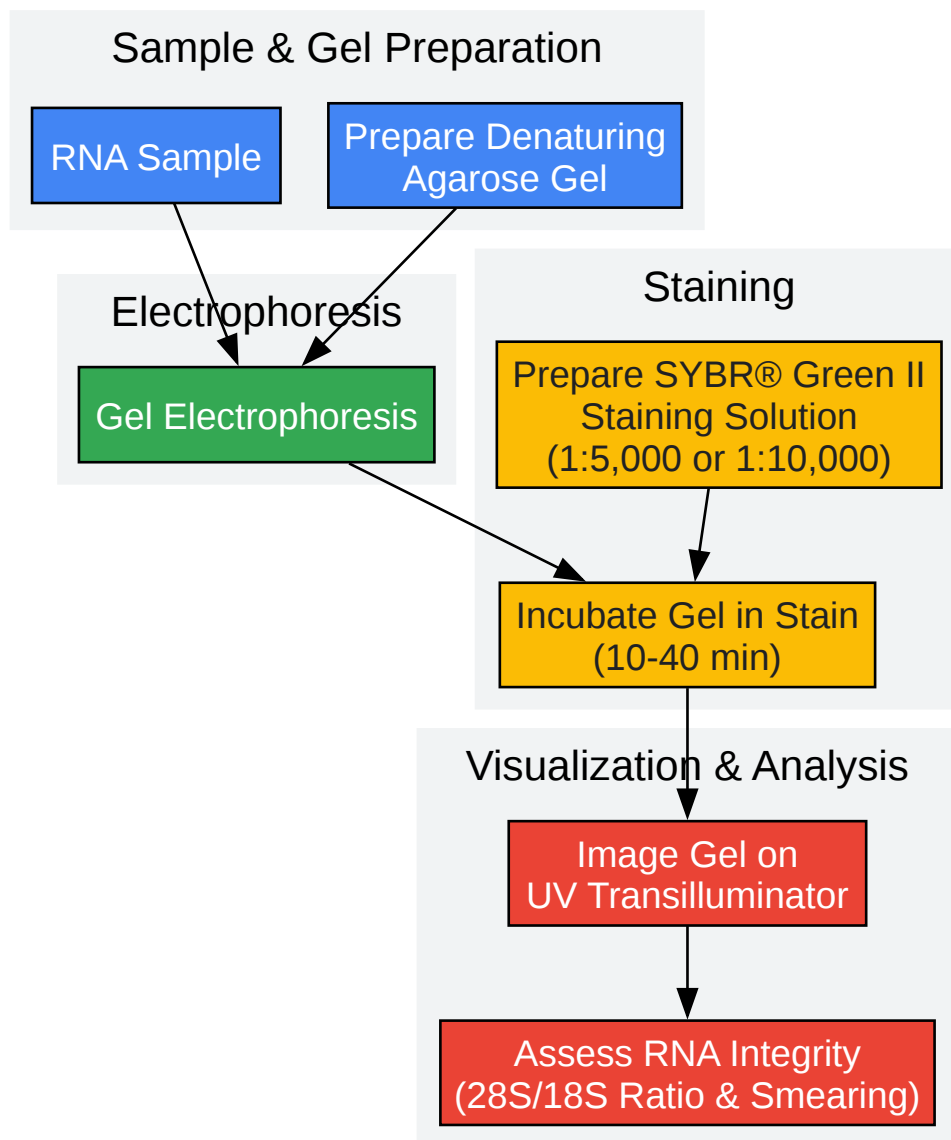 Sample & Gel Preparation
RNA Sample
Prepare Denaturing
Agarose Gel
Electrophoresis
Gel Electrophoresis
Staining
Prepare SYBR® Green II
Staining Solution
(1:5,000 or 1:10,000)
Incubate Gel in Stain
(10-40 min)
Visualization & Analysis
Image Gel on
UV Transilluminator
Assess RNA Integrity
(28S/18S Ratio & Smearing)